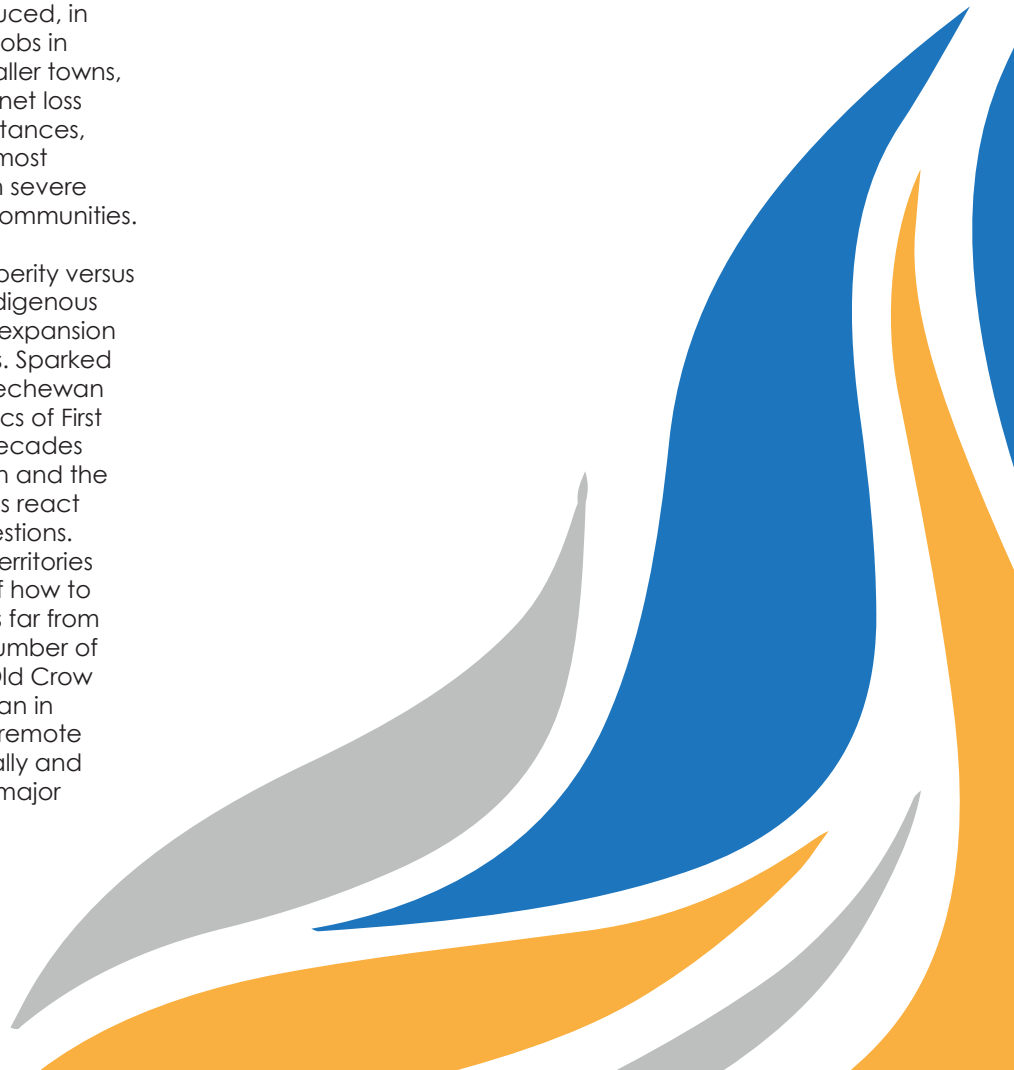 uced, in
obs in
aller towns,
net loss
tances,
most
n severe
ommunities.
perity versus
digenous
expansion
s. Sparked
echewan
cs of First
ecades
n and the
s react
estions.
erritories
f how to
s far from
umber of
Old Crow
an in
remote
ally and
major